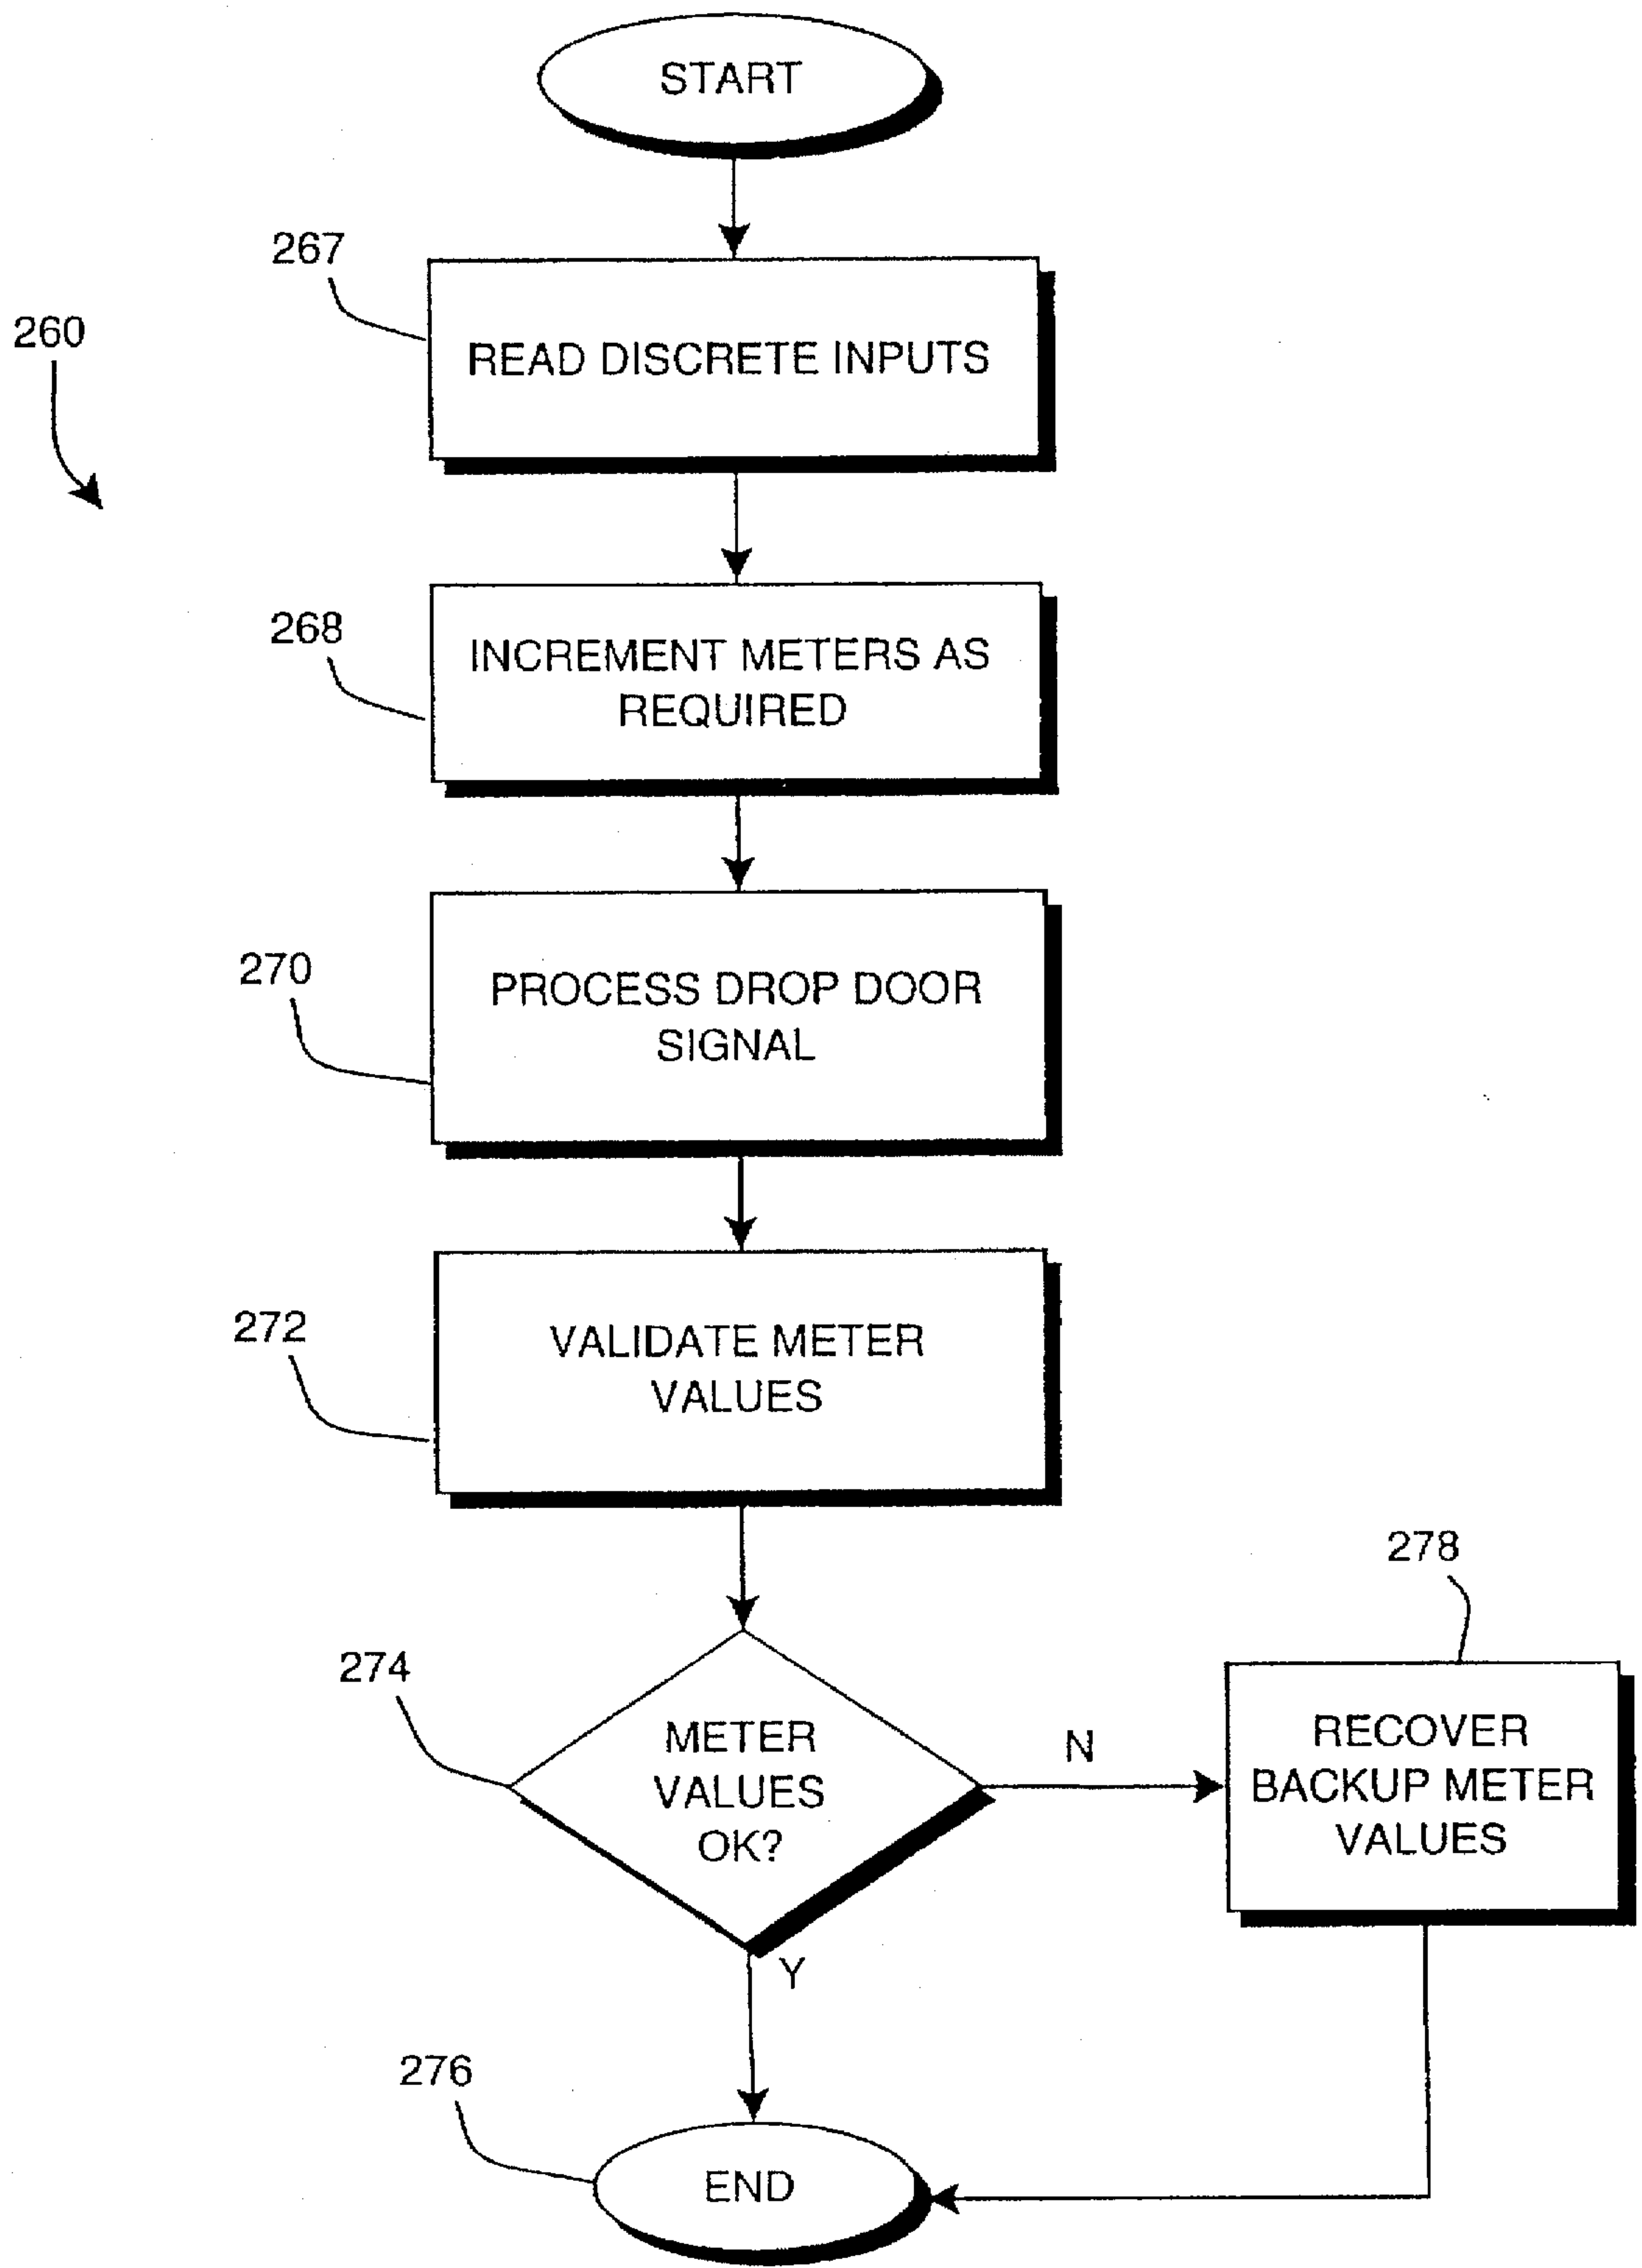 START
267
260
READ DISCRETE INPUTS
268
INCREMENT METERS AS
REQUIRED
270
PROCESS DROP DOOR
SIGNAL
272
VALIDATE METER
VALUES
278
274
METER
VALUES
OK?
N
RECOVER
BACKUP METER
VALUES
Y
276
END